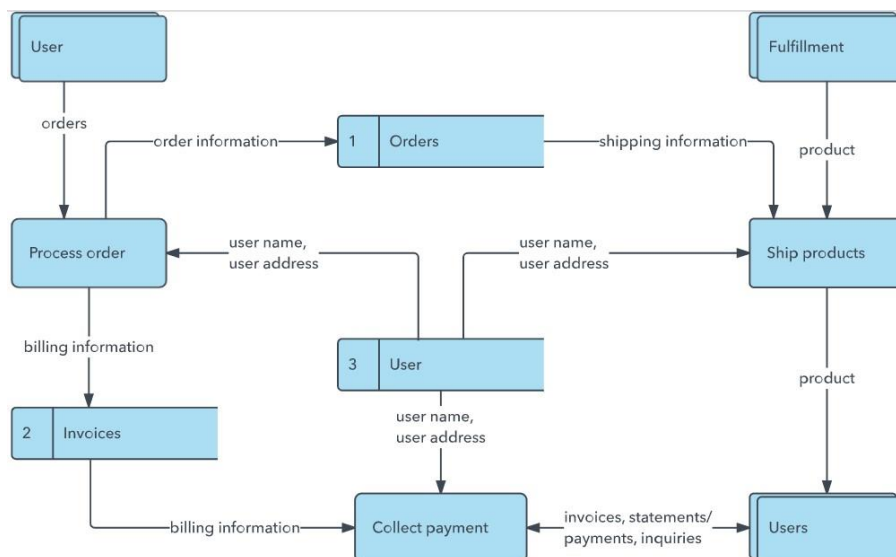 User
Fulfillment
orders
order information
1
Orders
shipping information
product
Process order
user name,
user address
user name,
user address
Ship products
billing information
3
User
product
2
Invoices
user name,
user address
billing information
Collect payment
invoices, statements/
payments, inquiries
Users